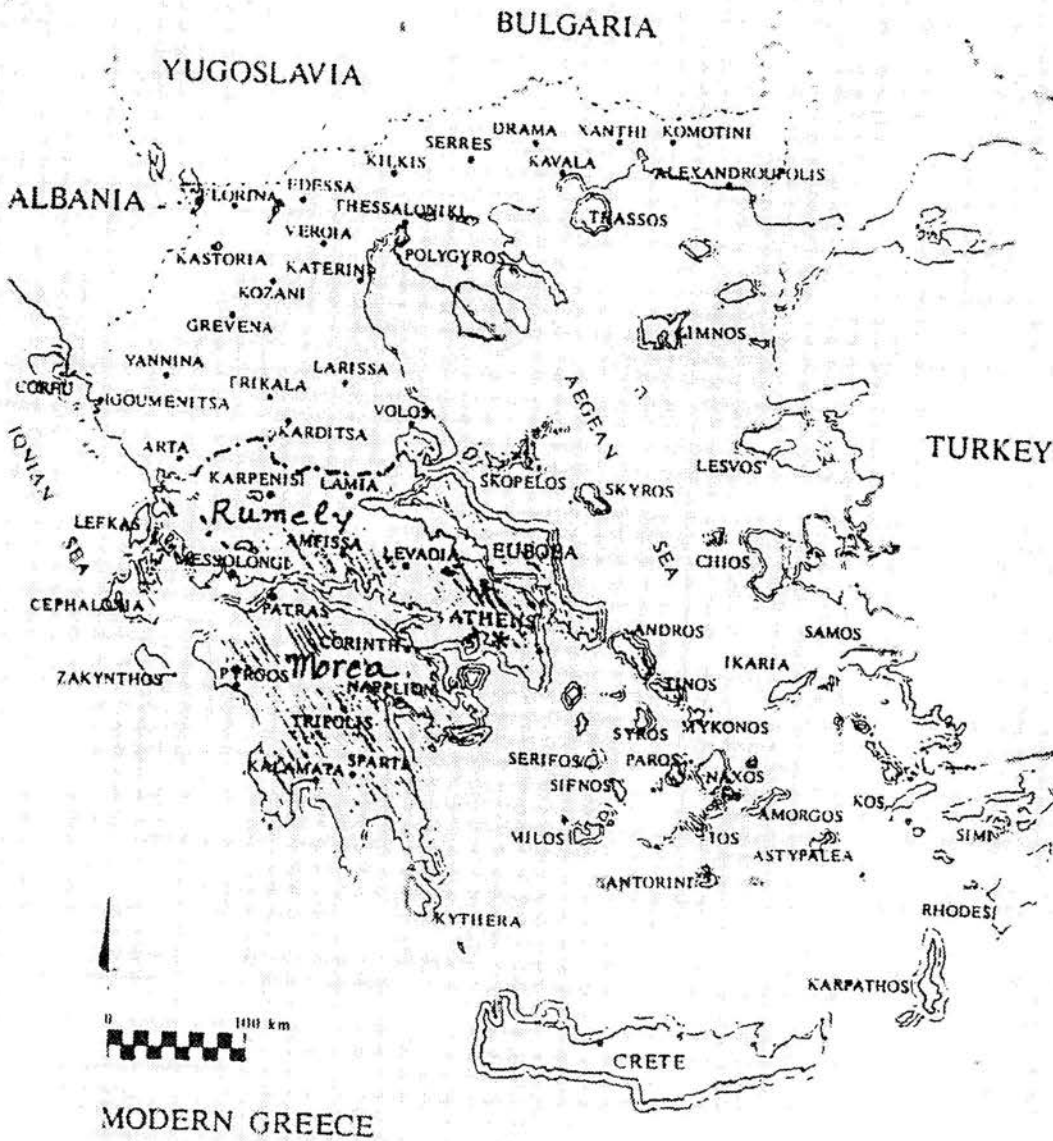 BULGARIA
YUGOSLAVIA
DRAMA XANTHI KOMOTINI
SERRES
KILKIS
KAVALA
ALEXANDROUPOLIS
ALBANIA
FLORINA
EDESSA
THESSALONIKI
THASSOS
VEROIA
KASTORIA
KATERIN
POLYGYROS
KOZANI
GREVENA
LIMNOS
YANNINA
LARISSA
CORFU
TRIKALA
IGOUMENITSA
VOLOS
AEGEAN
SEA
KARDITSA
ARTA
IONIAN
SEA
TURKEY
LESVOS
KARPENISI LAMIA
SKOPELOS
SKYROS
Rumely
LEFKAS
AMFISSA
LEVADIA
EUBOEA
MESSOLONGI
CHIOS
CEPHALONIA
PATRAS
ATHENS
CORINTH
ANDROS
SAMOS
IKARIA
ZAKYNTHOS
PYRGOS
Morea
NAFPLION
TINOS
TRIPOLIS
SYROS
MYKONOS
KALAMATA
SPARTA
SERIFOS
PAROS
NAXOS
SIFNOS
KOS
AMORGOS
MILOS
IOS
SIMI
ASTYPALEA
SANTORINI
KYTHERA
RHODES
KARPATHOS
0 100 km
CRETE
MODERN GREECE